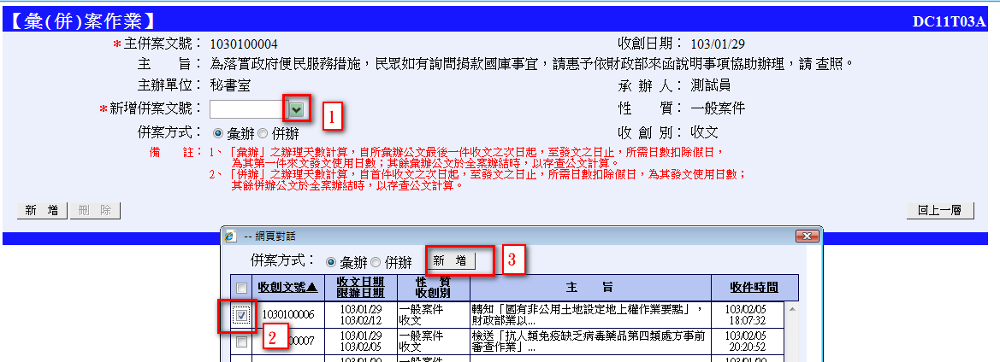 【彙(併)案作業】 DC11T03A
*主併案文號： 1030100004 收創日期： 103/01/29
主 旨： 為落實政府便民服務措施，民眾如有詢問捐款國庫事宜，請惠予依財政部來函說明事項協助辦理，請 查照。
主辦單位： 秘書室 承 辦 人： 測試員
*新增併案文號： 1 性 質： 一般案件
併案方式： 彙辦 併辦 收 創 別： 收文
備 註： 1、「彙辦」之辦理天數計算，自所彙辦公文最後一件收文之次日起，至發文之日止，所需日數扣除假日，
為其第一件來文發文使用日數；其餘彙辦公文於全案辦結時，以存查公文計算。
2、「併辦」之辦理天數計算，自首件收文之次日起，至發文之日止，所需日數扣除假日，為其發文使用日數；
其餘併辦公文於全案辦結時，以存查公文計算。
新 增 刪 除 回上一層
-- 網頁對話
併案方式： 彙辦 併辦 新 增 3
收創文號▲ 收文日期 性 質 主 旨 收件時間
限辦日期 收創別
1030100006 103/01/29 一般案件 轉知「國有非公用土地設定地上權作業要點」， 103/02/05
103/02/12 收文 財政部業以... 18:07:32
2 00007 103/01/29 一般案件 檢送「抗人類免疫缺乏病毒藥品第四類處方事前 103/02/05
103/02/05 收文 審查作業」... 20:20:52